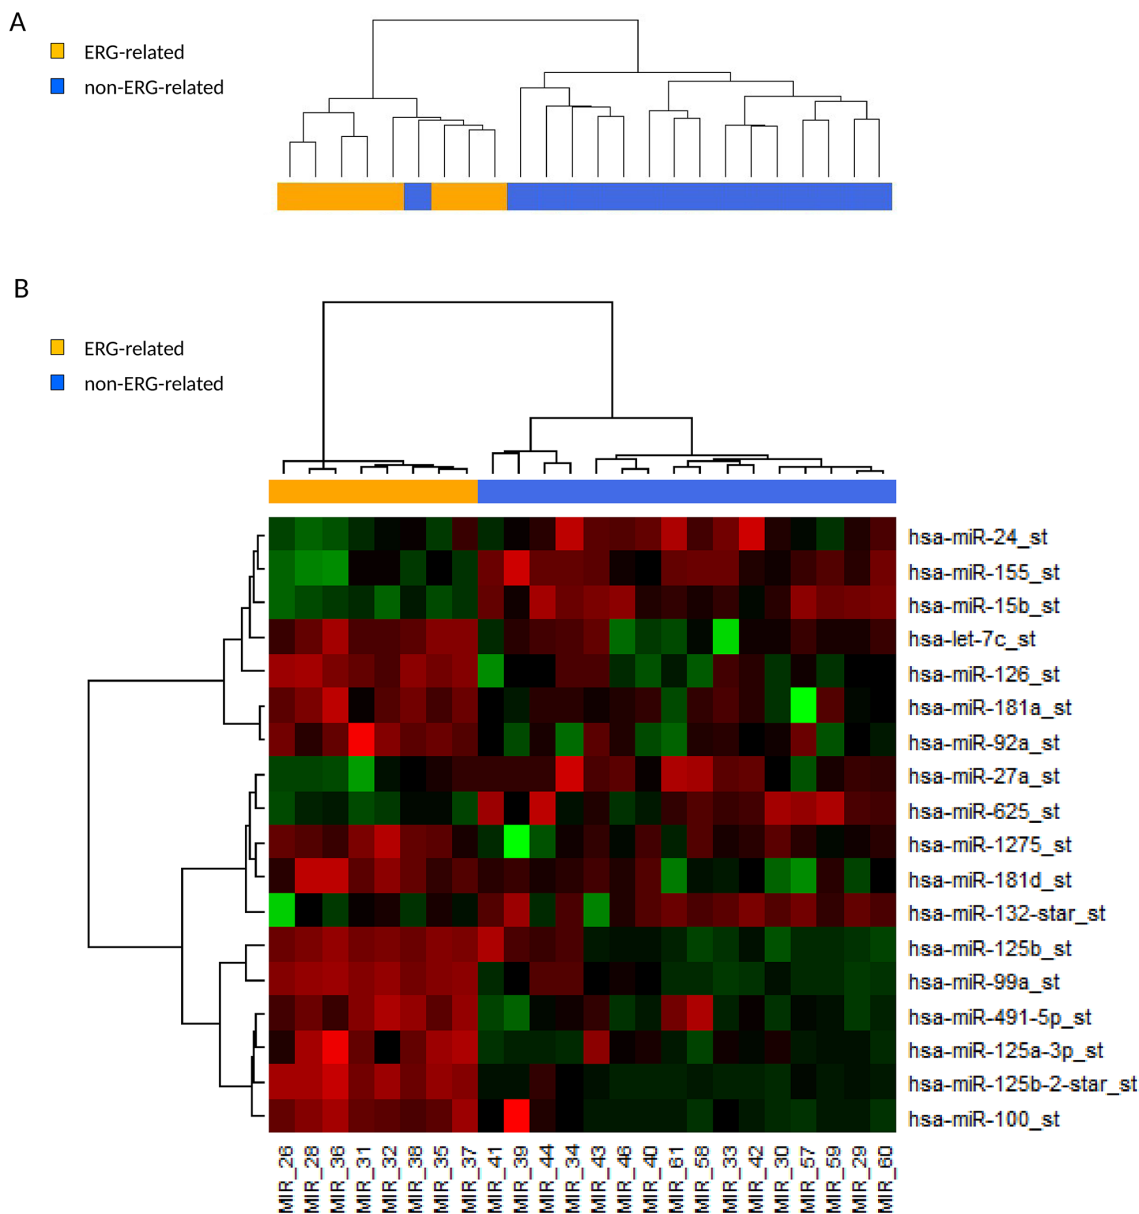 A
ERG-related
non-ERG-related
B
ERG-related
non-ERG-related
hsa-miR-24_st
hsa-miR-155_st
hsa-miR-15b_st
hsa-let-7c_st
hsa-miR-126_st
hsa-miR-181a_st
hsa-miR-92a_st
hsa-miR-27a_st
hsa-miR-625_st
hsa-miR-1275_st
hsa-miR-181d_st
hsa-miR-132-star_st
hsa-miR-125b_st
hsa-miR-99a_st
hsa-miR-491-5p_st
hsa-miR-125a-3p_st
hsa-miR-125b-2-star_st
hsa-miR-100_st
MIR_26
MIR_28
MIR_36
MIR_31
MIR_32
MIR_38
MIR_35
MIR_37
MIR_41
MIR_39
MIR_44
MIR_34
MIR_43
MIR_46
MIR_40
MIR_61
MIR_58
MIR_33
MIR_42
MIR_30
MIR_57
MIR_59
MIR_29
MIR_60